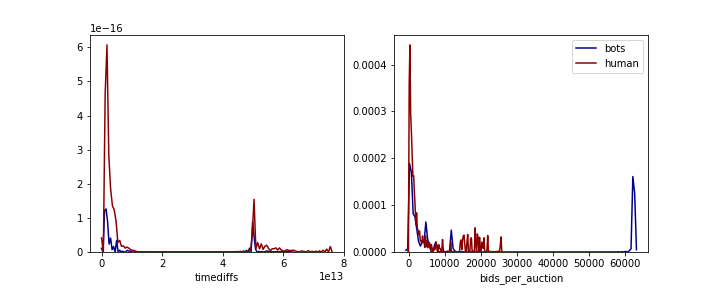 1e−16
6
5
4
3
2
1
0
0 2 4 6 8
1e13
timediffs
0.0004
0.0003
0.0002
0.0001
0.0000
0 10000 20000 30000 40000 50000 60000
bids_per_auction
bots
human